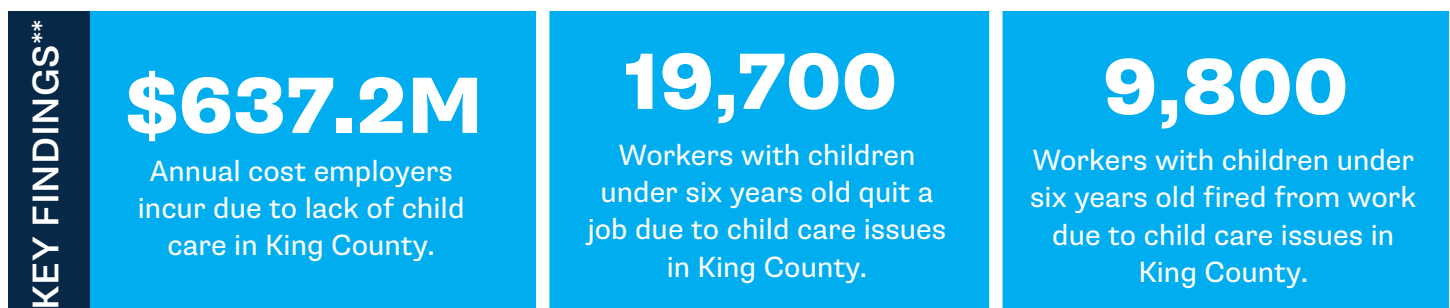 KEY FINDINGS**
$637.2M
Annual cost employers
incur due to lack of child
care in King County.
19,700
Workers with children
under six years old quit a
job due to child care issues
in King County.
9,800
Workers with children under
six years old fired from work
due to child care issues in
King County.